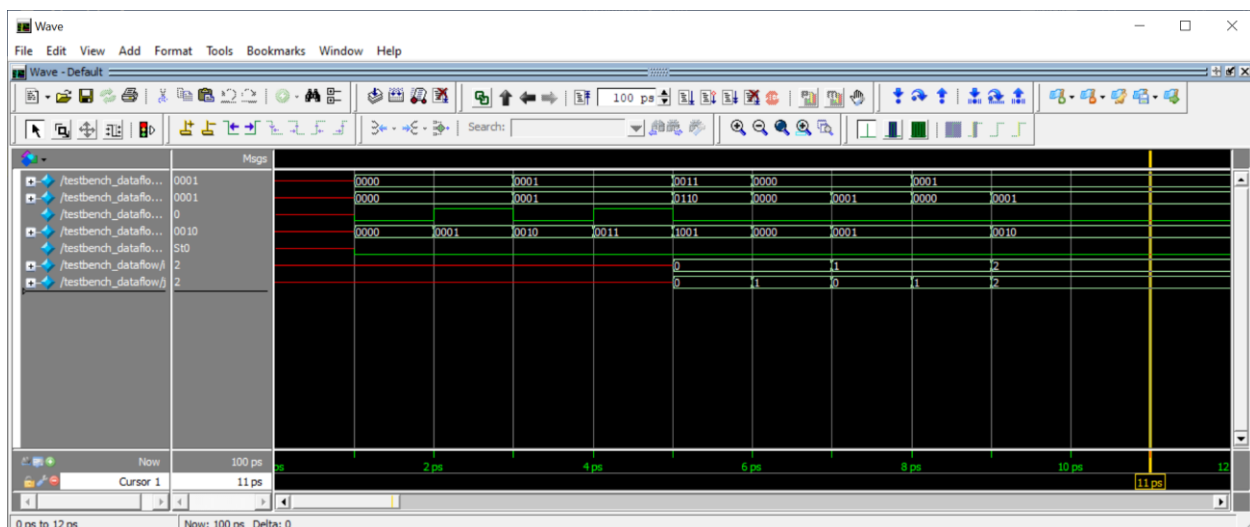 Wave
File Edit View Add Format Tools Bookmarks Window Help
Wave - Default
100 ps
Search:
Msgs
/testbench_dataflo... 0001 0000 0001 0011 0000 0001
/testbench_dataflo... 0001 0000 0001 0110 0000 0001 0000 0001
/testbench_dataflo... 0
/testbench_dataflo... 0010 0000 0001 0010 0011 1001 0000 0001 0010
/testbench_dataflo... St0
/testbench_dataflow/i 2 0 1 2
/testbench_dataflow/j 2 0 1 0 1 2
Now 100 ps ps 2 ps 4 ps 6 ps 8 ps 10 ps 12
Cursor 1 11 ps 11 ps
0 ps to 12 ps Now: 100 ps Delta: 0